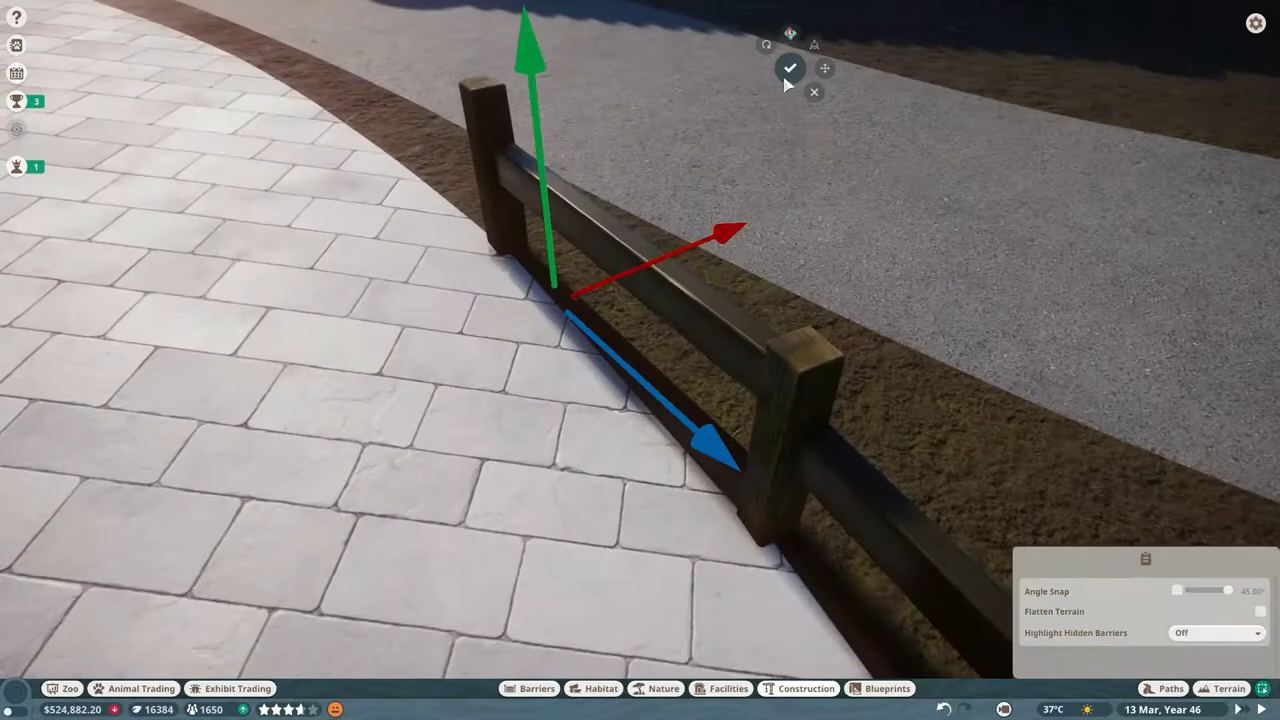 ?
3
1
Angle Snap 45.00°
Flatten Terrain
Highlight Hidden Barriers Off
Zoo Animal Trading Exhibit Trading Barriers Habitat Nature Facilities Construction Blueprints Paths Terrain
$524,882.20 16384 1650 37°C 13 Mar, Year 46